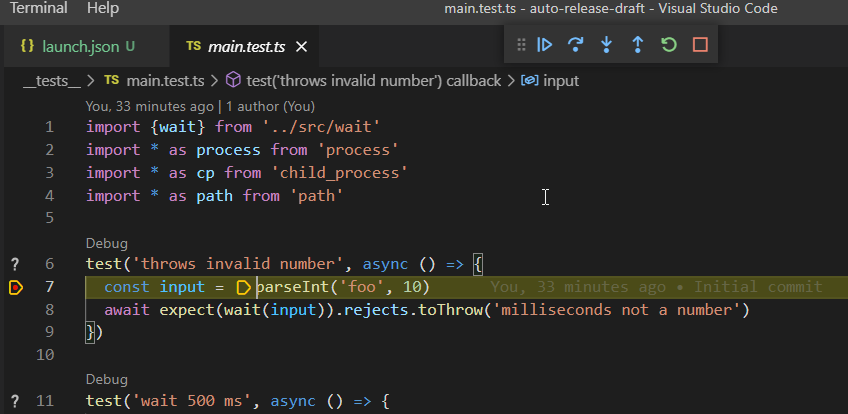 Terminal Help main.test.ts - auto-release-draft - Visual Studio Code
{} launch.json U TS main.test.ts ×
__tests__ > TS main.test.ts > test('throws invalid number') callback > input
You, 33 minutes ago | 1 author (You)
1 import {wait} from '../src/wait'
2 import * as process from 'process'
3 import * as cp from 'child_process'
4 import * as path from 'path'
5
Debug
? 6 test('throws invalid number', async () => {
7 const input = parseInt('foo', 10) You, 33 minutes ago • Initial commit
8 await expect(wait(input)).rejects.toThrow('milliseconds not a number')
9 })
10
Debug
? 11 test('wait 500 ms', async () => {